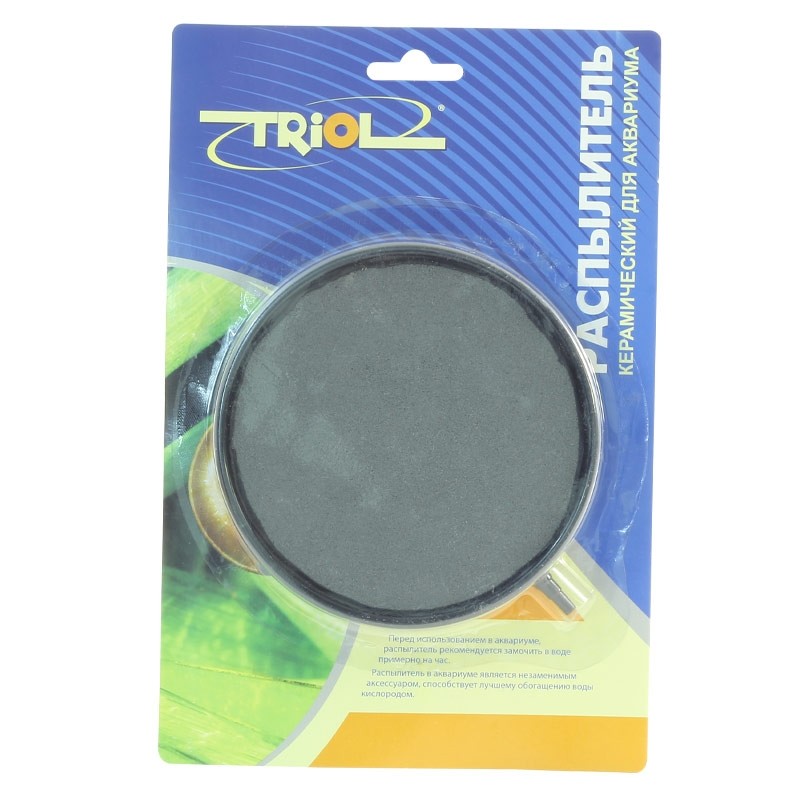 TRiOL®
РАСПЫЛИТЕЛЬ
КЕРАМИЧЕСКИЙ ДЛЯ АКВАРИУМА
Перед использованием в аквариуме,
распылитель рекомендуется замочить в воде
примерно на час.
Распылитель в аквариуме является незаменимым
аксессуаром, способствует лучшему обогащению воды
кислородом.